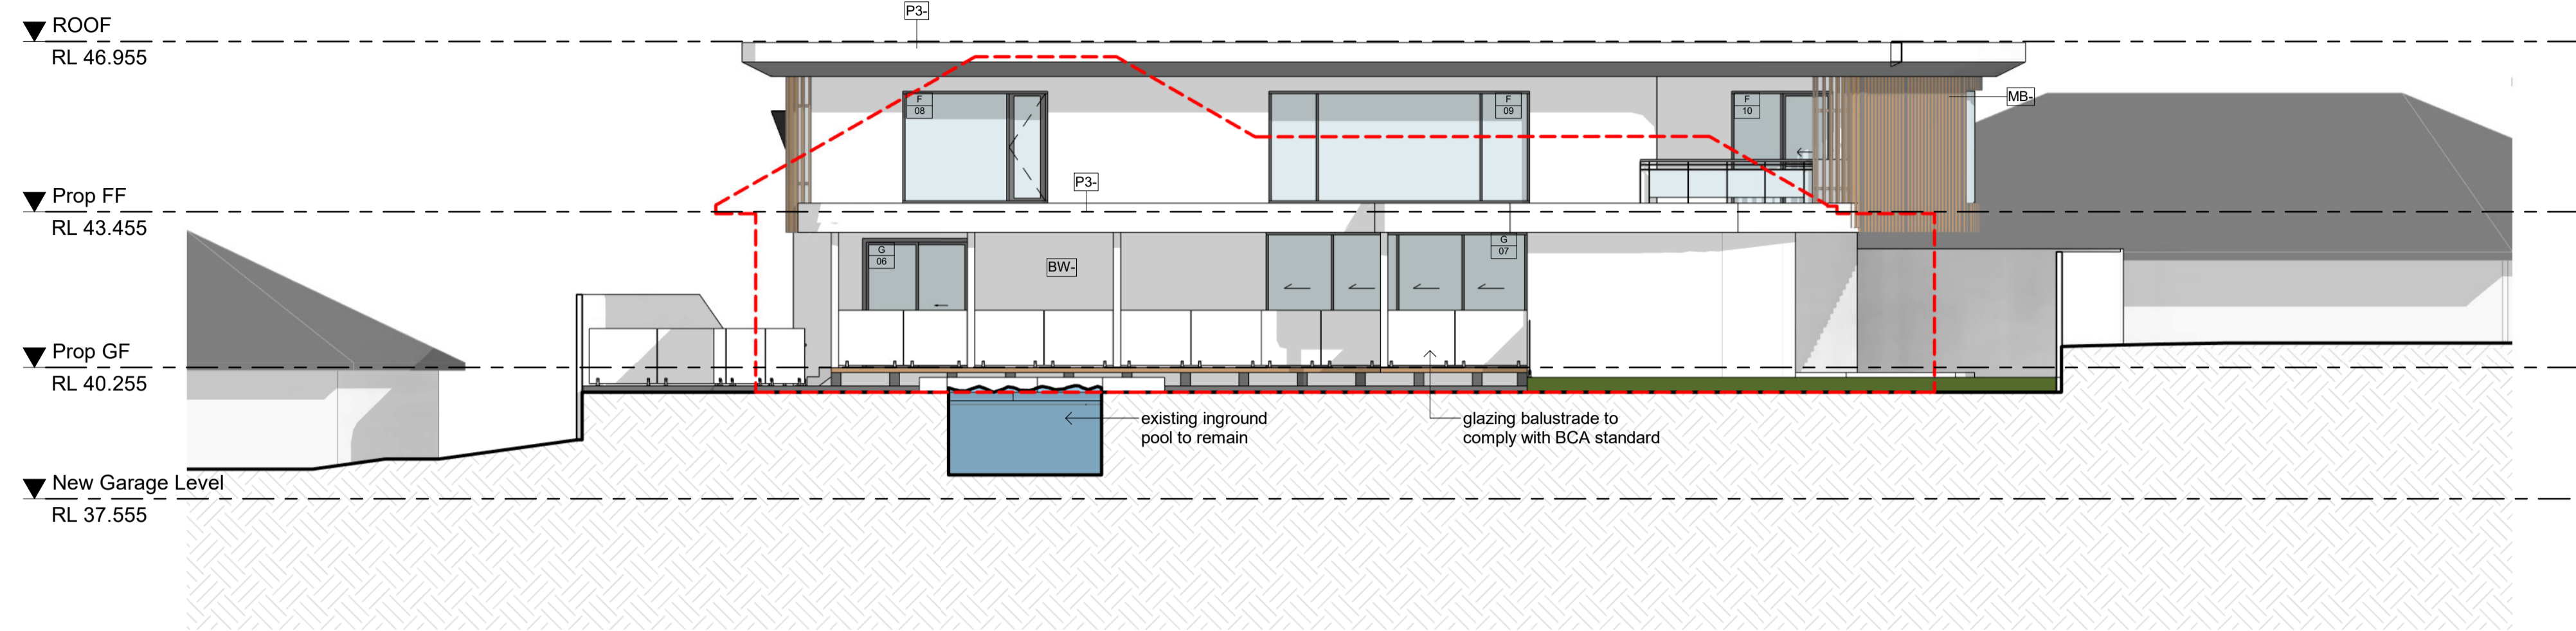 P3-
ROOF
RL 46.955
F
08
F
09
F
10
MB-
P3-
Prop FF
RL 43.455
G
06
BW-
G
07
Prop GF
RL 40.255
existing inground
pool to remain
glazing balustrade to
comply with BCA standard
New Garage Level
RL 37.555